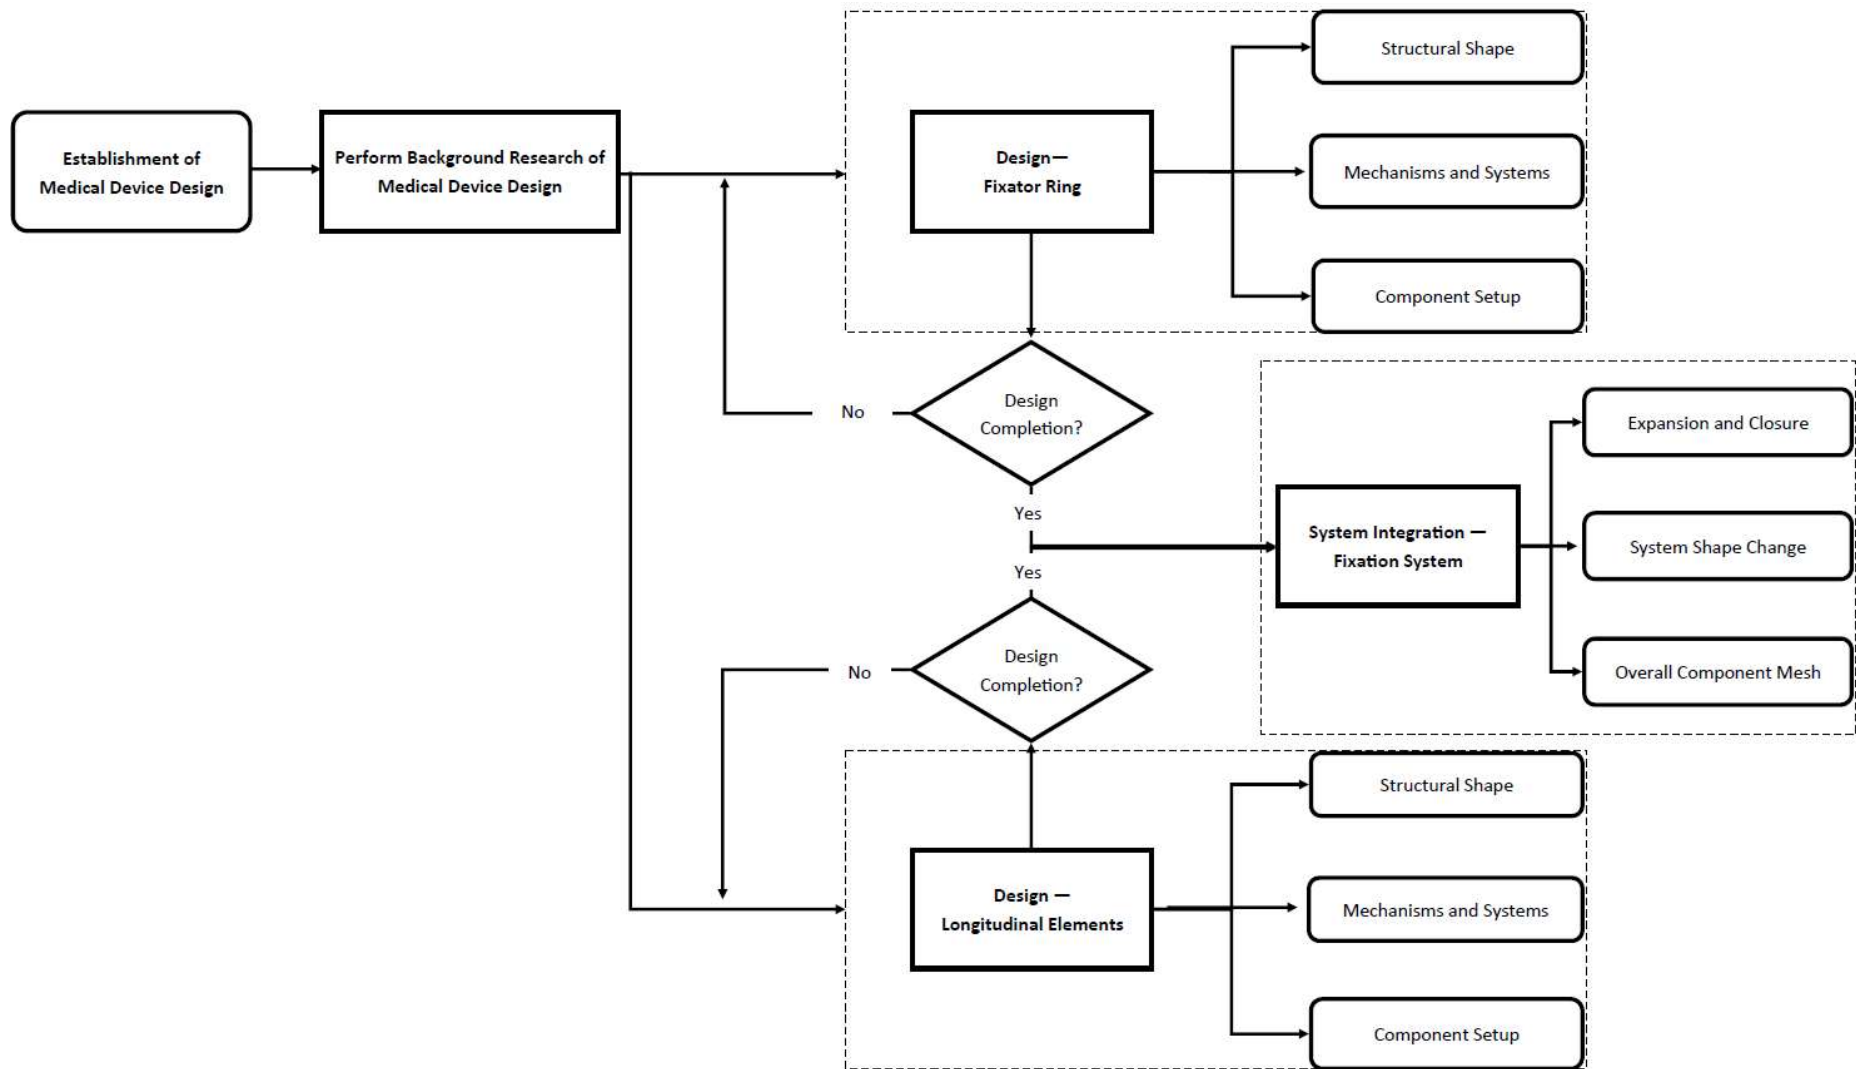 Establishment of
Medical Device Design
Perform Background Research of
Medical Device Design
Design—
Fixator Ring
Structural Shape
Mechanisms and Systems
Component Setup
Design
Completion?
No
Yes
Yes
System Integration —
Fixation System
Expansion and Closure
System Shape Change
Overall Component Mesh
Design
Completion?
No
Design —
Longitudinal Elements
Structural Shape
Mechanisms and Systems
Component Setup